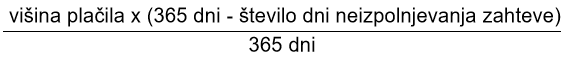 višina plačila x (365 dni - število dni neizpolnjevanja zahteve)
365 dni